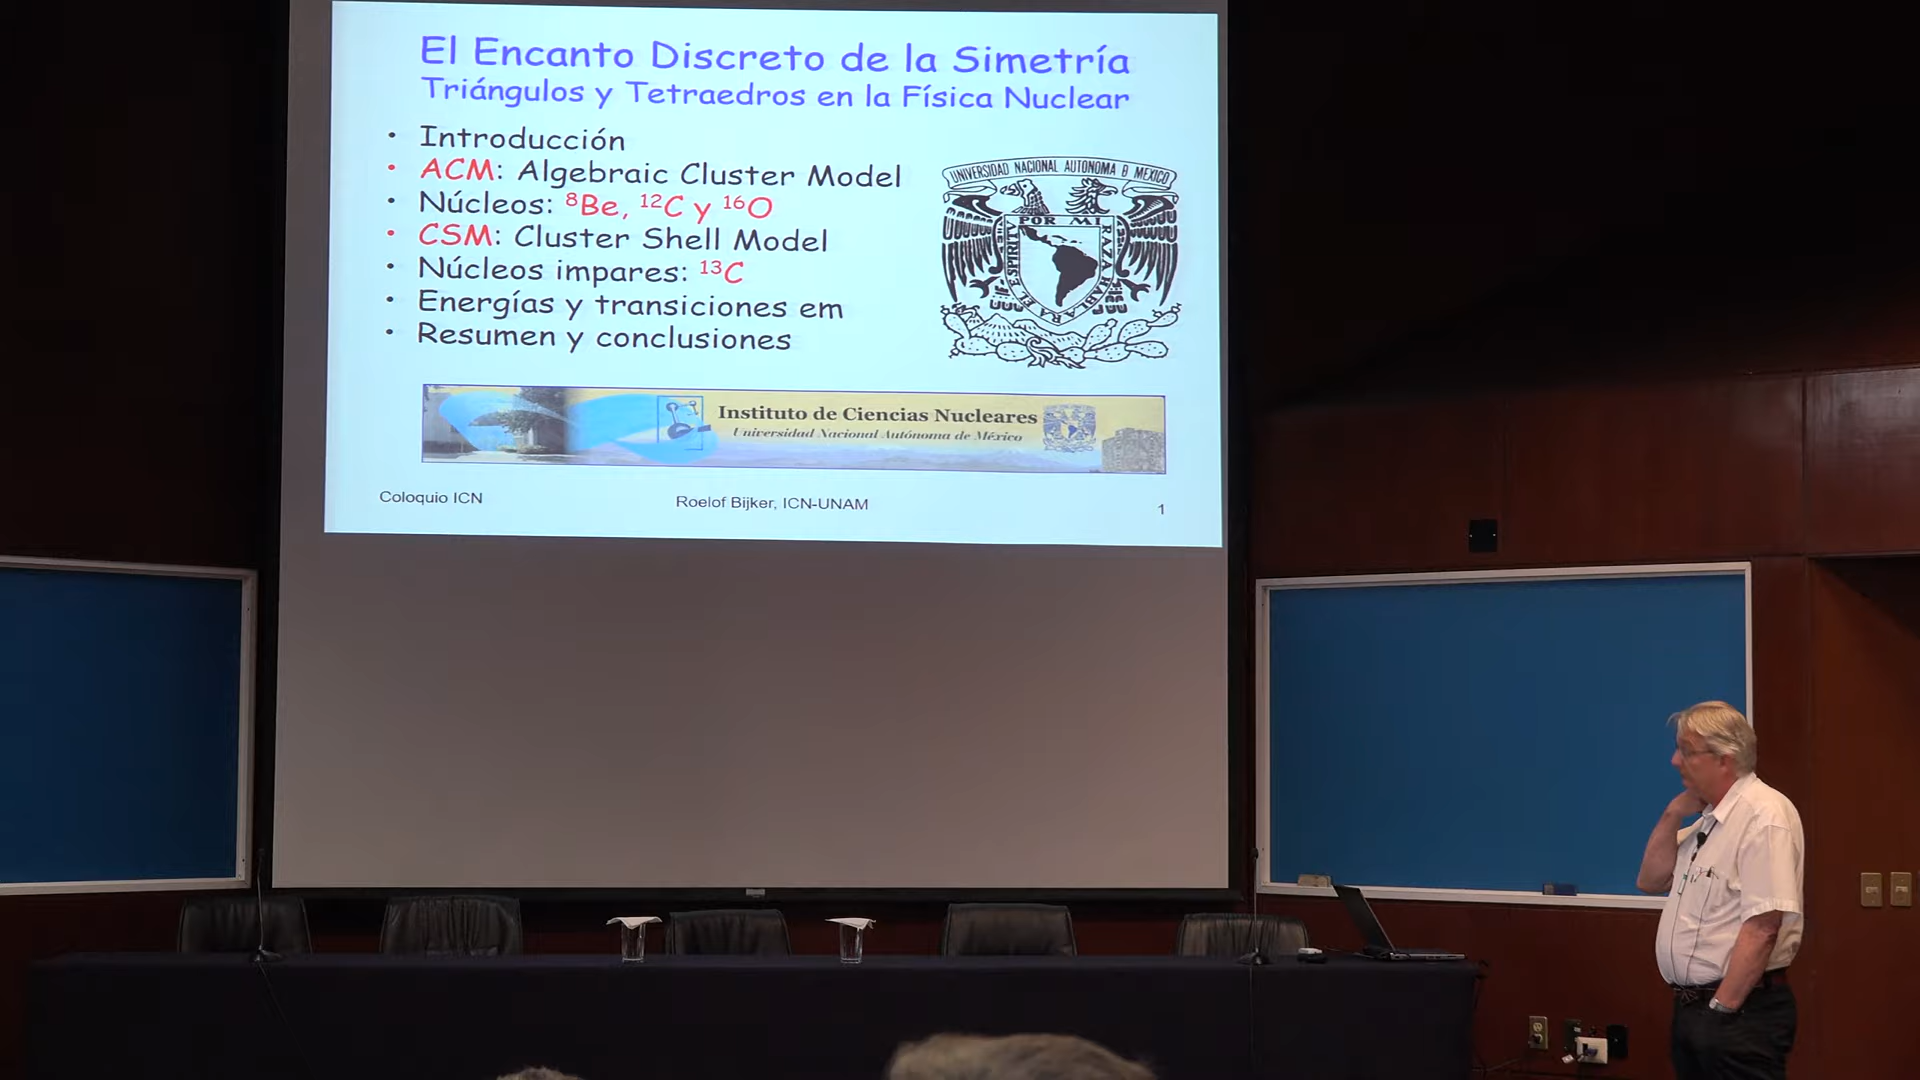 El Encanto Discreto de la Simetría
Triángulos y Tetraedros en la Física Nuclear
• Introducción
• ACM: Algebraic Cluster Model
• Núcleos: ⁸Be, ¹²C y ¹⁶O
• CSM: Cluster Shell Model
• Núcleos impares: ¹³C
• Energías y transiciones em
• Resumen y conclusiones
UNIVERSIDAD NACIONAL AUTONOMA D MEXICO
POR MI RAZA HABLARA EL ESPIRITV
Instituto de Ciencias Nucleares
Universidad Nacional Autónoma de México
Coloquio ICN
Roelof Bijker, ICN-UNAM
1